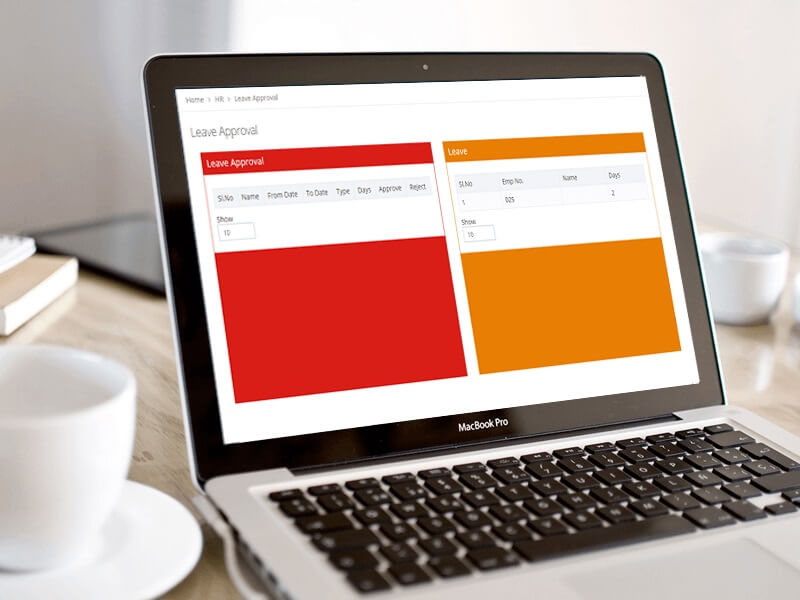 Home > HR > Leave Approval
Leave Approval
Leave Approval
Sl.No Name From Date To Date Type Days Approve Reject
Show
10
Leave
Sl.No Emp No. Name Days
1 025 2
Show
10
MacBook Pro